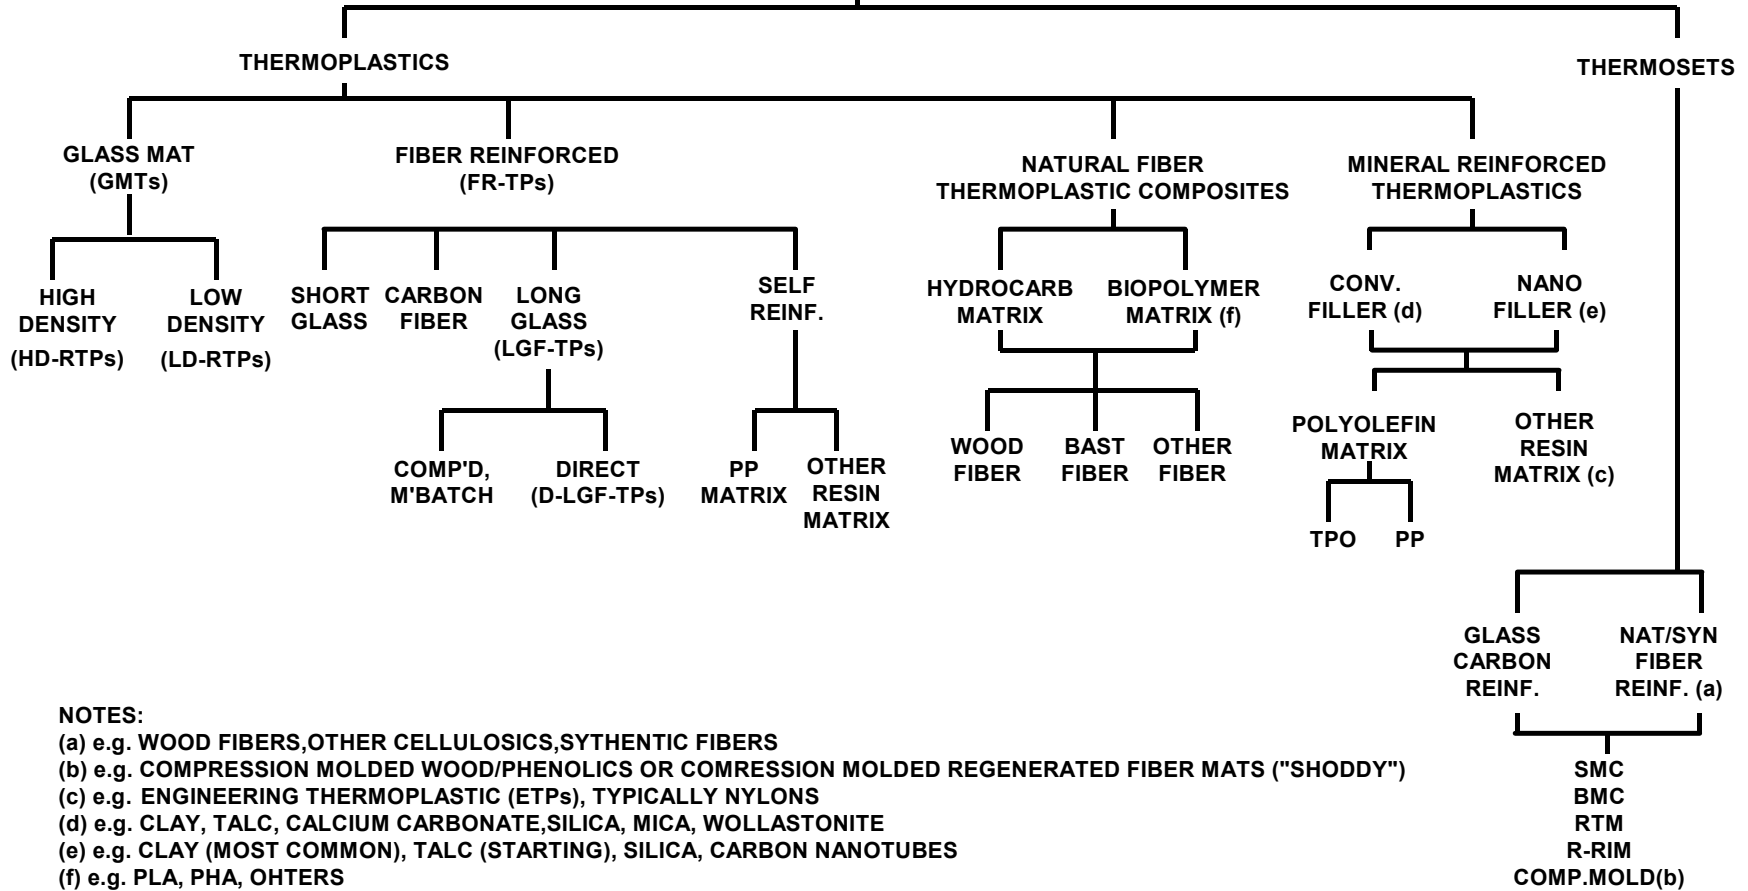 THERMOPLASTICS
THERMOSETS
GLASS MAT
(GMTs)
FIBER REINFORCED
(FR-TPs)
NATURAL FIBER
THERMOPLASTIC COMPOSITES
MINERAL REINFORCED
THERMOPLASTICS
HIGH
DENSITY
(HD-RTPs)
LOW
DENSITY
(LD-RTPs)
SHORT
GLASS
CARBON
FIBER
LONG
GLASS
(LGF-TPs)
SELF
REINF.
HYDROCARB
MATRIX
BIOPOLYMER
MATRIX (f)
CONV.
FILLER (d)
NANO
FILLER (e)
COMP'D,
M'BATCH
DIRECT
(D-LGF-TPs)
PP
MATRIX
OTHER
RESIN
MATRIX
WOOD
FIBER
BAST
FIBER
OTHER
FIBER
POLYOLEFIN
MATRIX
OTHER
RESIN
MATRIX (c)
TPO
PP
GLASS
CARBON
REINF.
NAT/SYN
FIBER
REINF. (a)
SMC
BMC
RTM
R-RIM
COMP.MOLD(b)
NOTES:
(a) e.g. WOOD FIBERS,OTHER CELLULOSICS,SYTHENTIC FIBERS
(b) e.g. COMPRESSION MOLDED WOOD/PHENOLICS OR COMRESSION MOLDED REGENERATED FIBER MATS ("SHODDY")
(c) e.g. ENGINEERING THERMOPLASTIC (ETPs), TYPICALLY NYLONS
(d) e.g. CLAY, TALC, CALCIUM CARBONATE,SILICA, MICA, WOLLASTONITE
(e) e.g. CLAY (MOST COMMON), TALC (STARTING), SILICA, CARBON NANOTUBES
(f) e.g. PLA, PHA, OHTERS